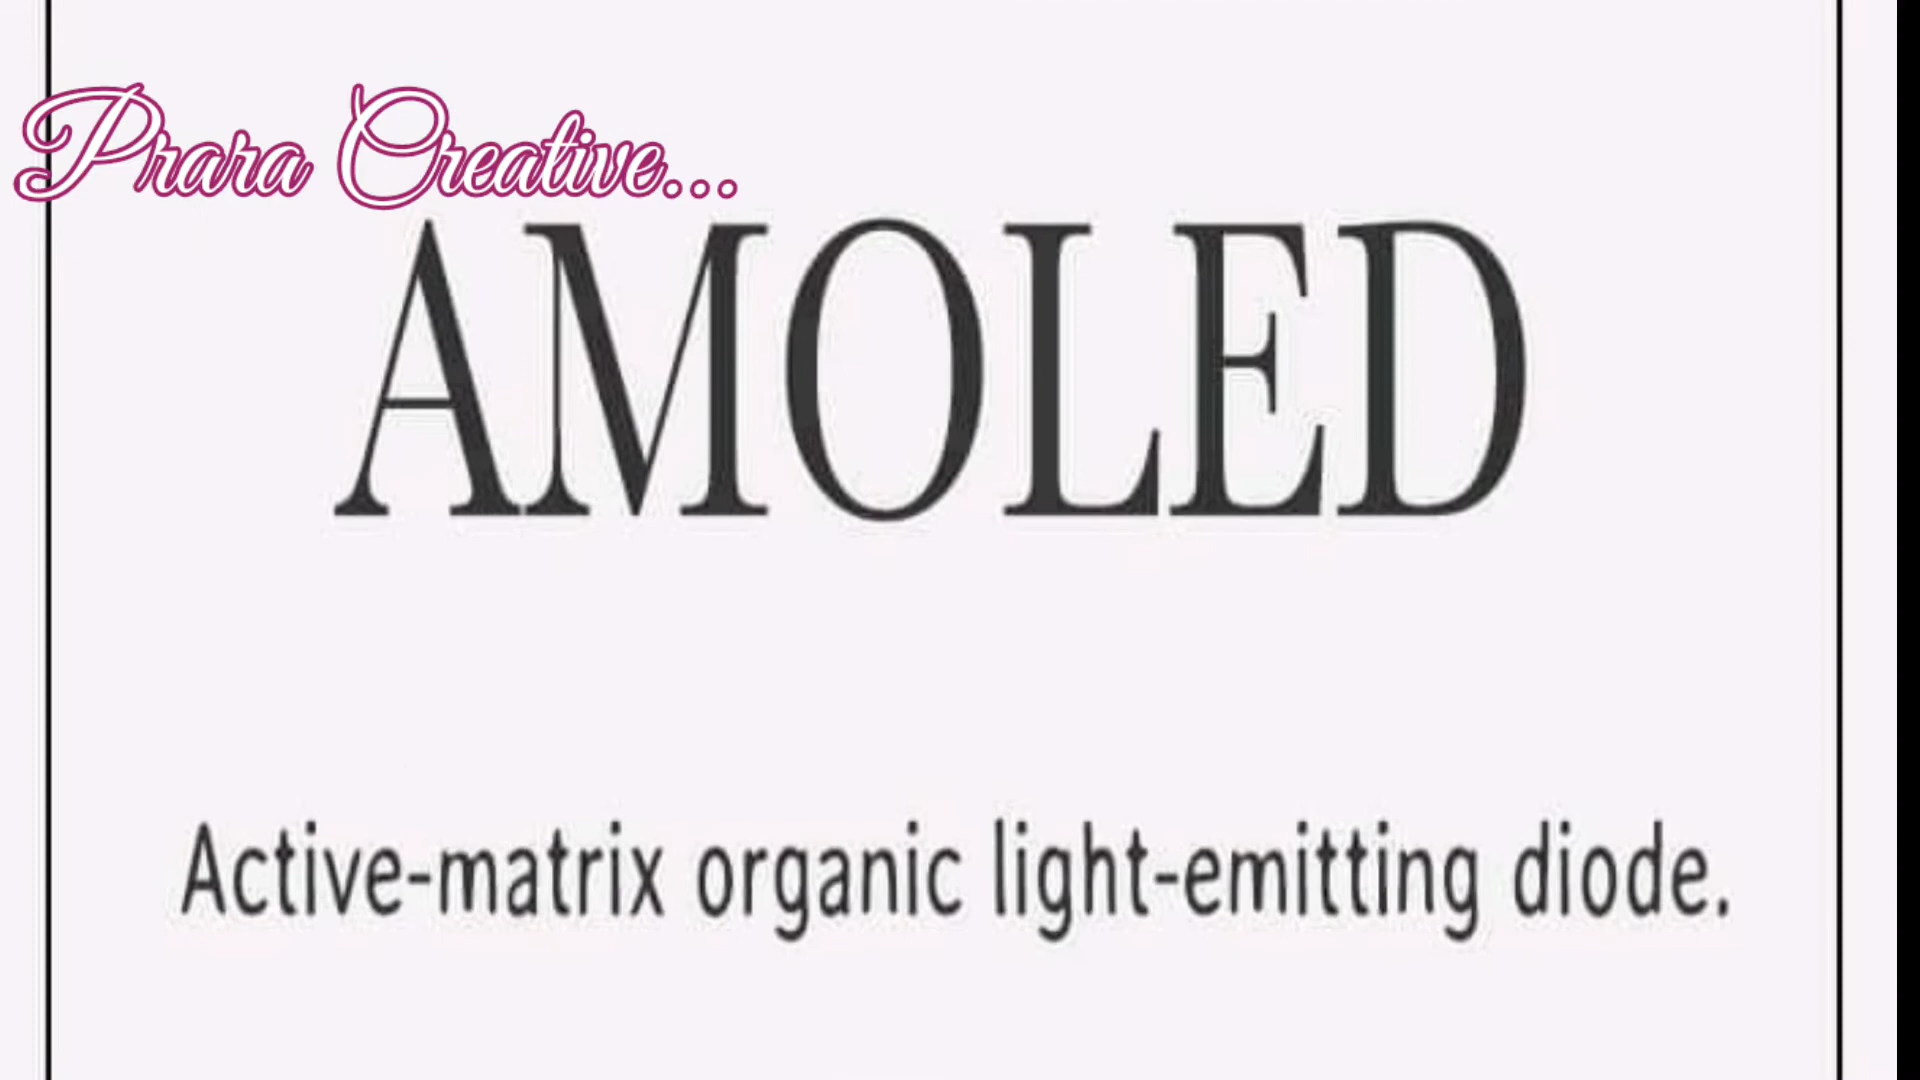 Prara Creative...
AMOLED
Active-matrix organic light-emitting diode.